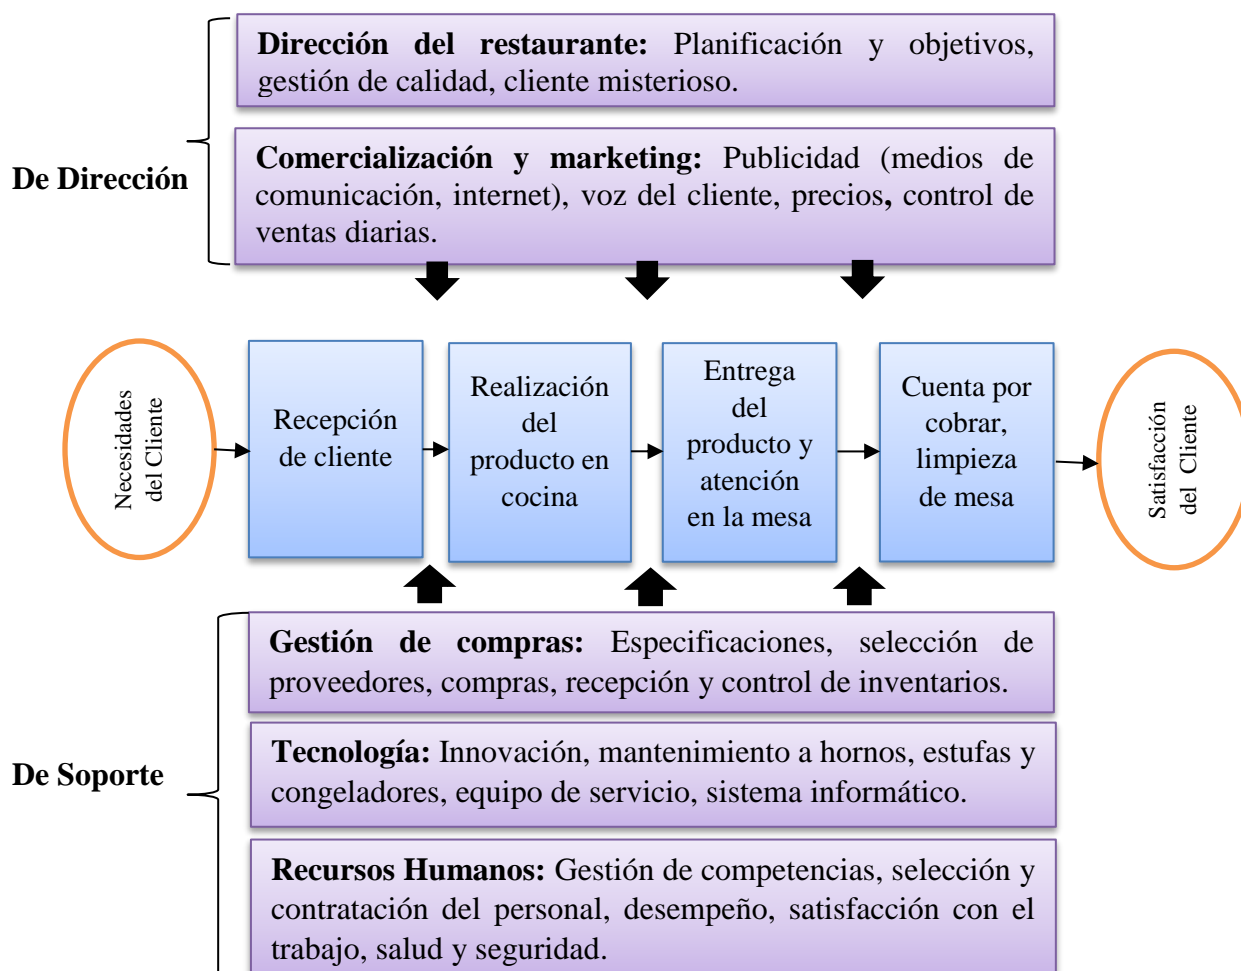 Dirección del restaurante: Planificación y objetivos,
gestión de calidad, cliente misterioso.
De Dirección
Comercialización y marketing: Publicidad (medios de
comunicación, internet), voz del cliente, precios, control de
ventas diarias.
Necesidades
del Cliente
Recepción
de cliente
Realización
del
producto en
cocina
Entrega
del
producto y
atención
en la mesa
Cuenta por
cobrar,
limpieza
de mesa
Satisfacción
del Cliente
Gestión de compras: Especificaciones, selección de
proveedores, compras, recepción y control de inventarios.
De Soporte
Tecnología: Innovación, mantenimiento a hornos, estufas y
congeladores, equipo de servicio, sistema informático.
Recursos Humanos: Gestión de competencias, selección y
contratación del personal, desempeño, satisfacción con el
trabajo, salud y seguridad.